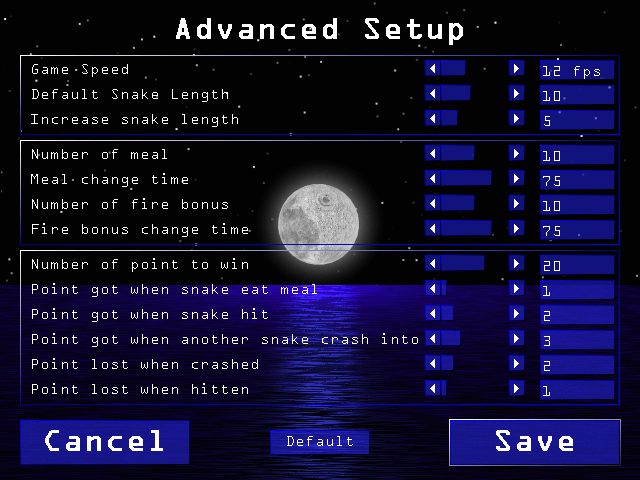 Advanced Setup
Game Speed 12 fps
Default Snake Length 10
Increase snake length 5
Number of meal 10
Meal change time 75
Number of fire bonus 10
Fire bonus change time 75
Number of point to win 20
Point got when snake eat meal 1
Point got when snake hit 2
Point got when another snake crash into 3
Point lost when crashed 2
Point lost when hitten 1
Cancel Default Save